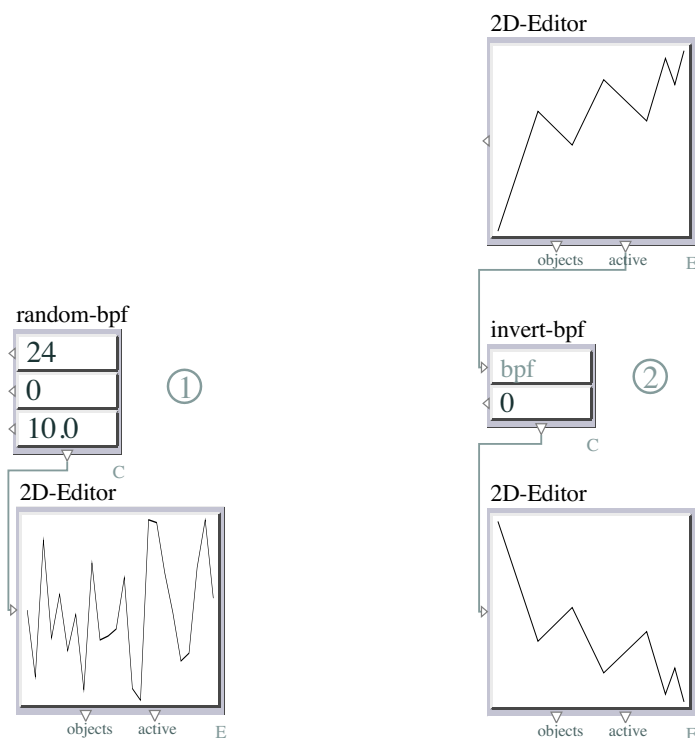 random-bpf
24
0
10.0
1
C
2D-Editor
objects
active
E
2D-Editor
objects
active
E
invert-bpf
bpf
0
2
C
2D-Editor
objects
active
E